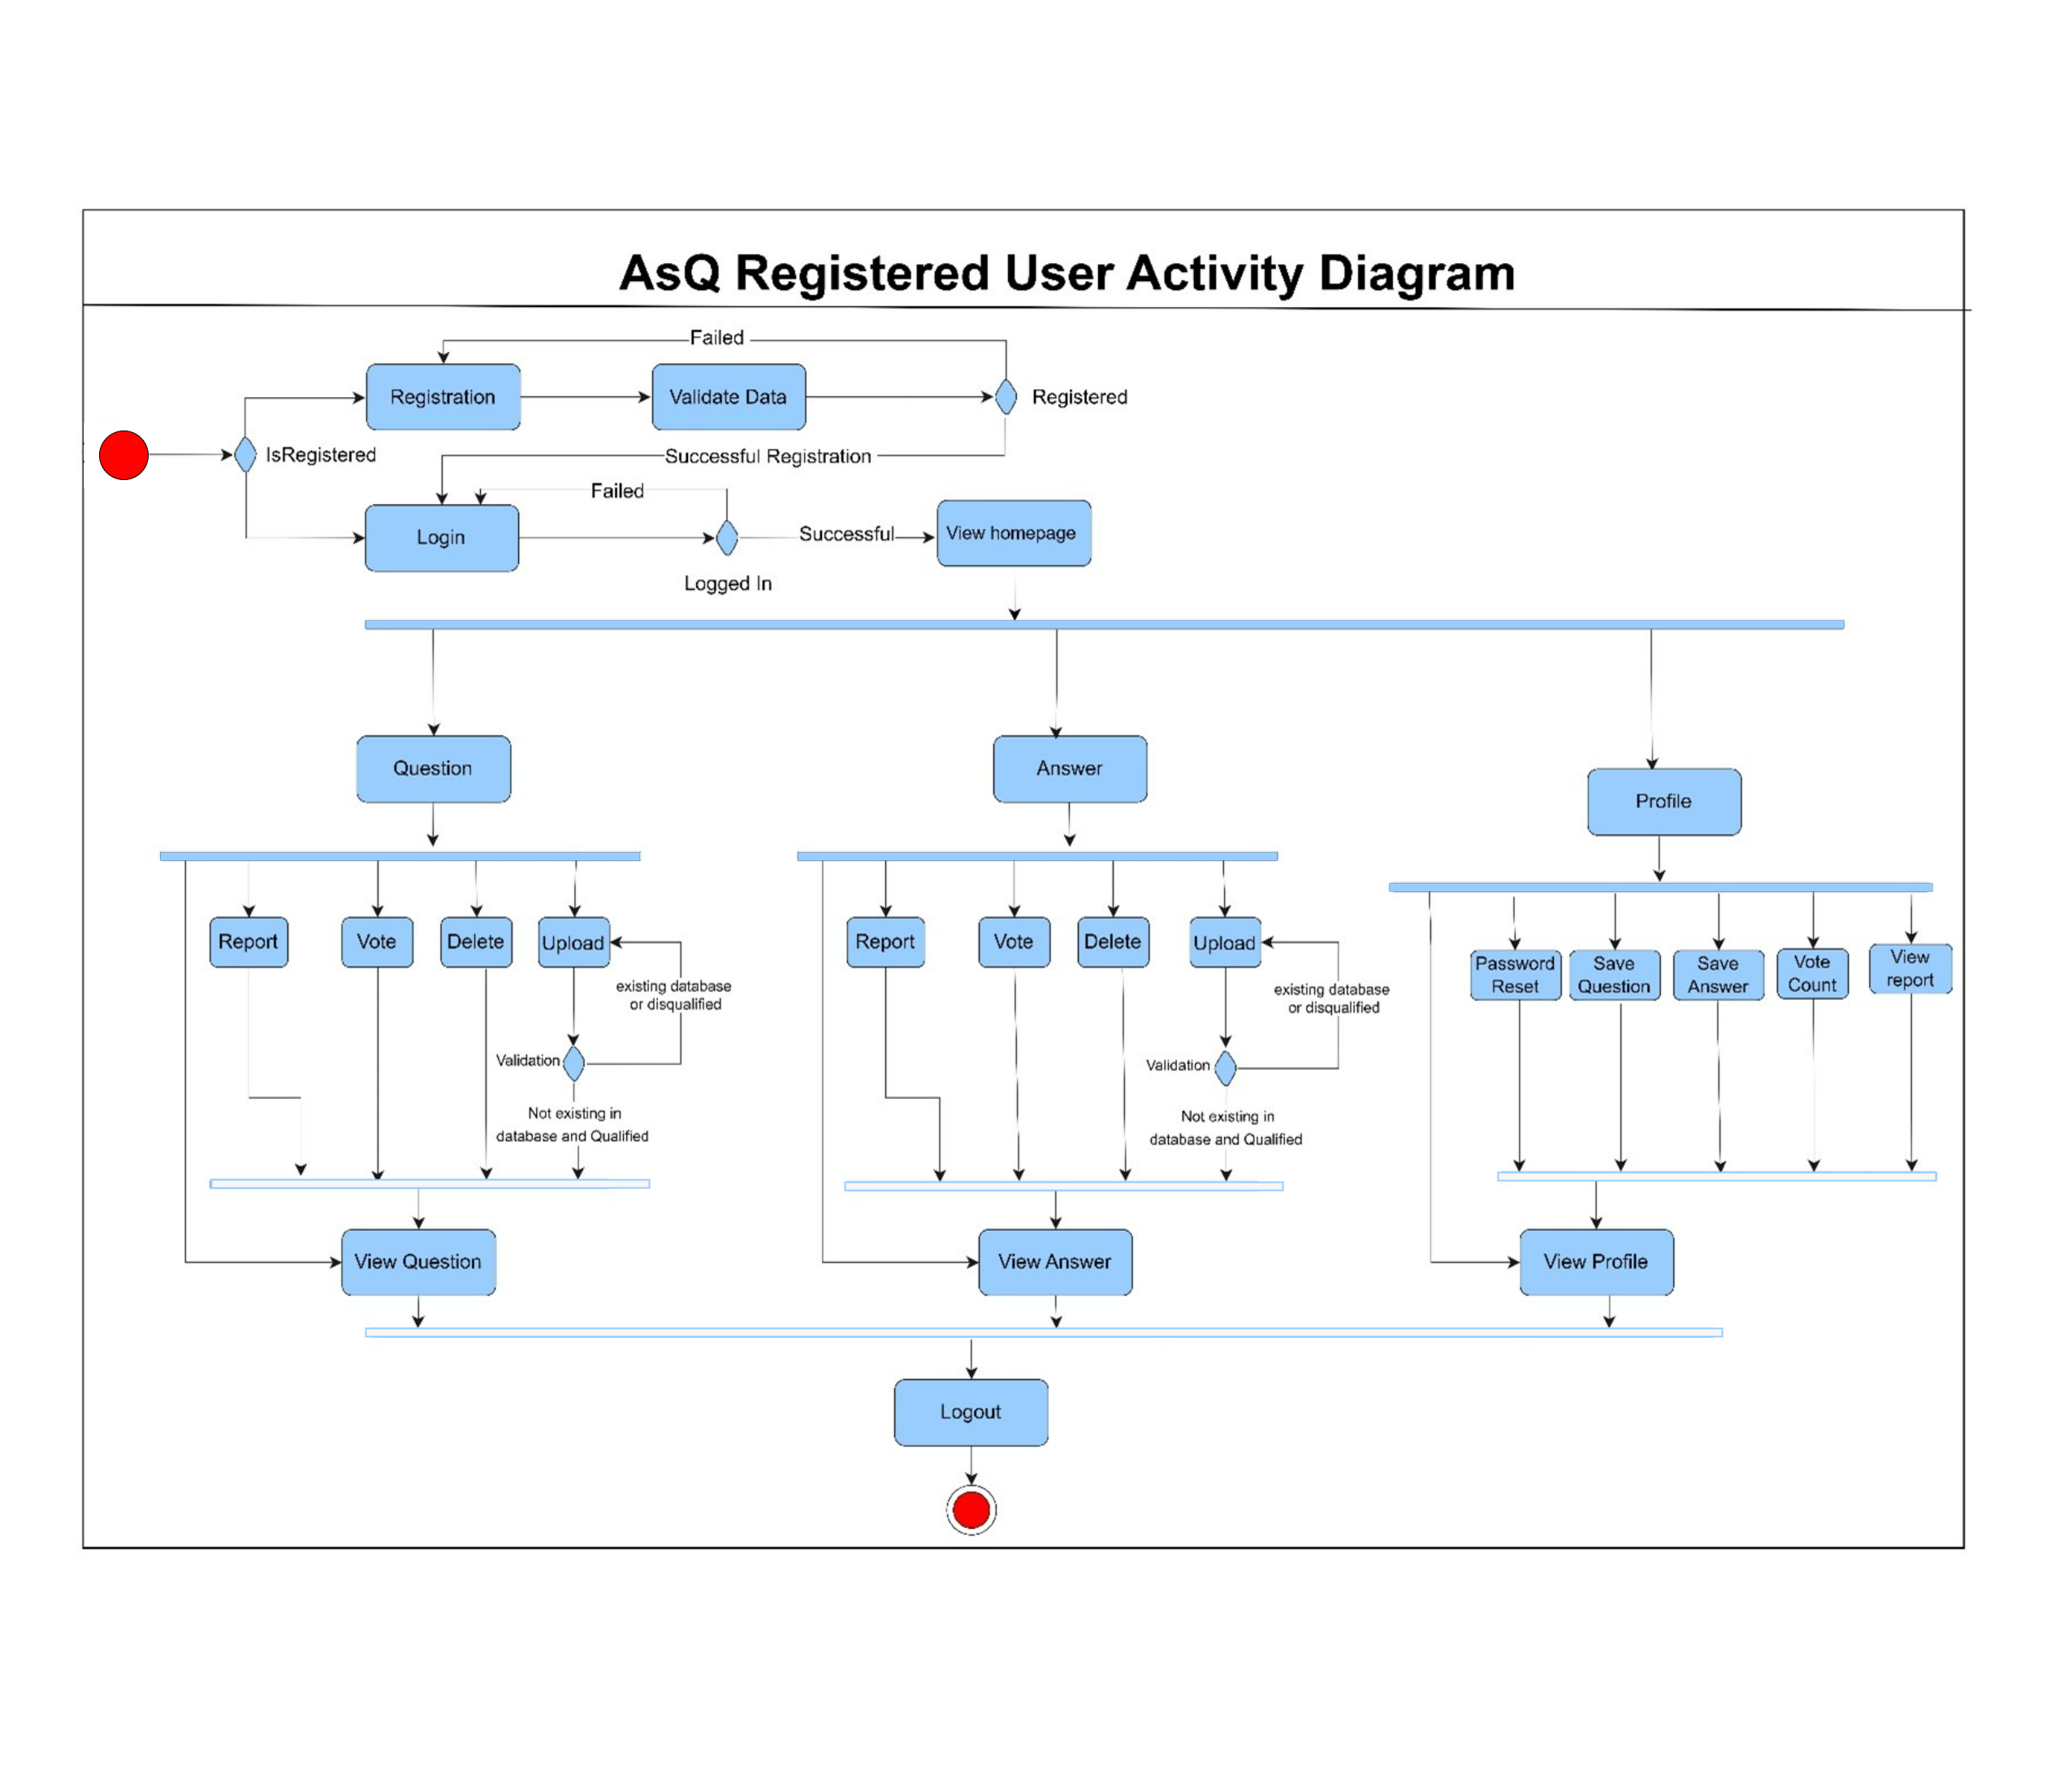 AsQ Registered User Activity Diagram
Failed
Registration
Validate Data
Registered
IsRegistered
Successful Registration
Failed
Login
Successful
View homepage
Logged In
Question
Answer
Profile
Report
Vote
Delete
Upload
existing database
or disqualified
Validation
Not existing in
database and Qualified
Report
Vote
Delete
Upload
existing database
or disqualified
Validation
Not existing in
database and Qualified
Password
Reset
Save
Question
Save
Answer
Vote
Count
View
report
View Question
View Answer
View Profile
Logout